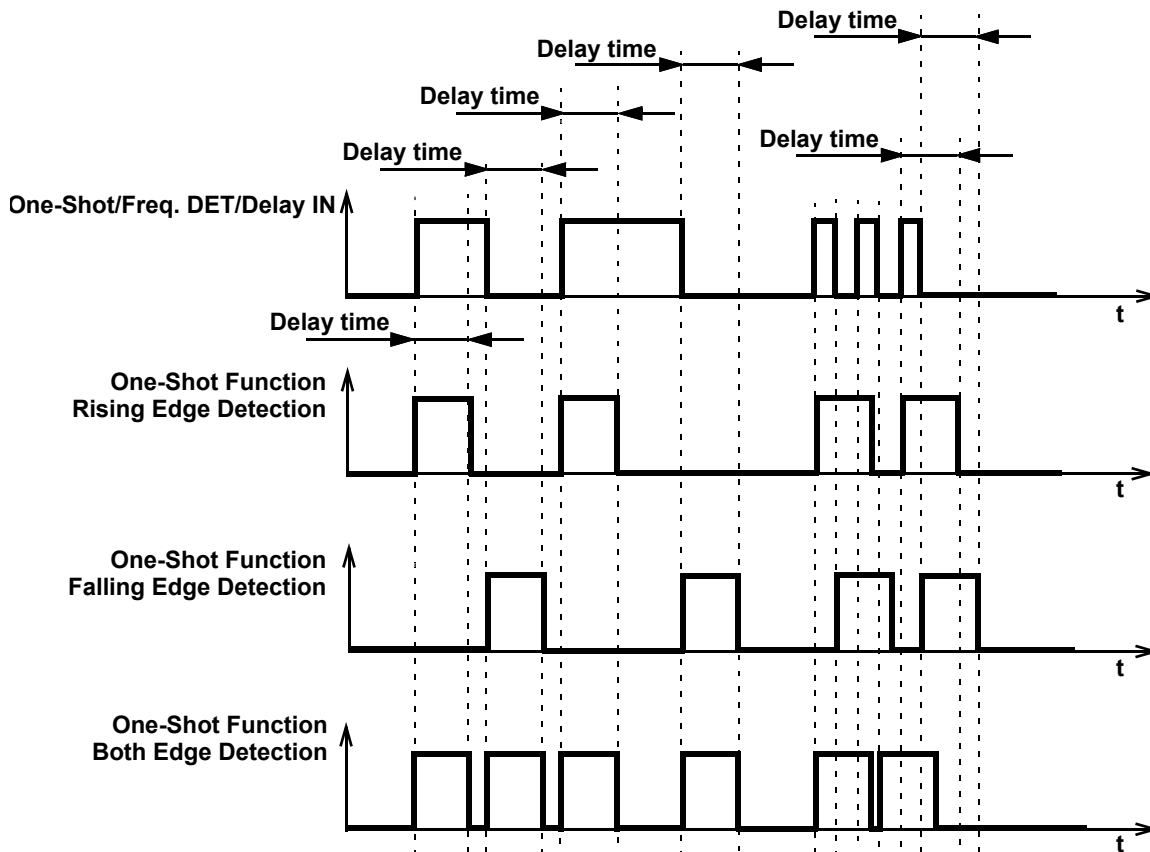 Delay time
Delay time
Delay time
Delay time
Delay time
One-Shot/Freq. DET/Delay IN
t
Delay time
One-Shot Function
Rising Edge Detection
t
One-Shot Function
Falling Edge Detection
t
One-Shot Function
Both Edge Detection
t